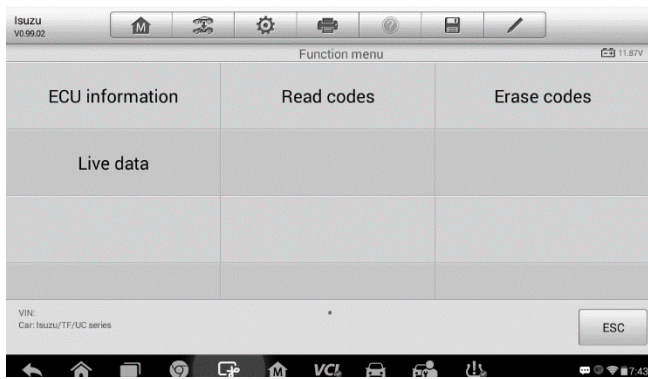 Isuzu
V0.99.02
M
Function menu
11.87V
ECU information
Read codes
Erase codes
Live data
VIN:
Car: Isuzu/TF/UC series
ESC
M
VCI
7:43